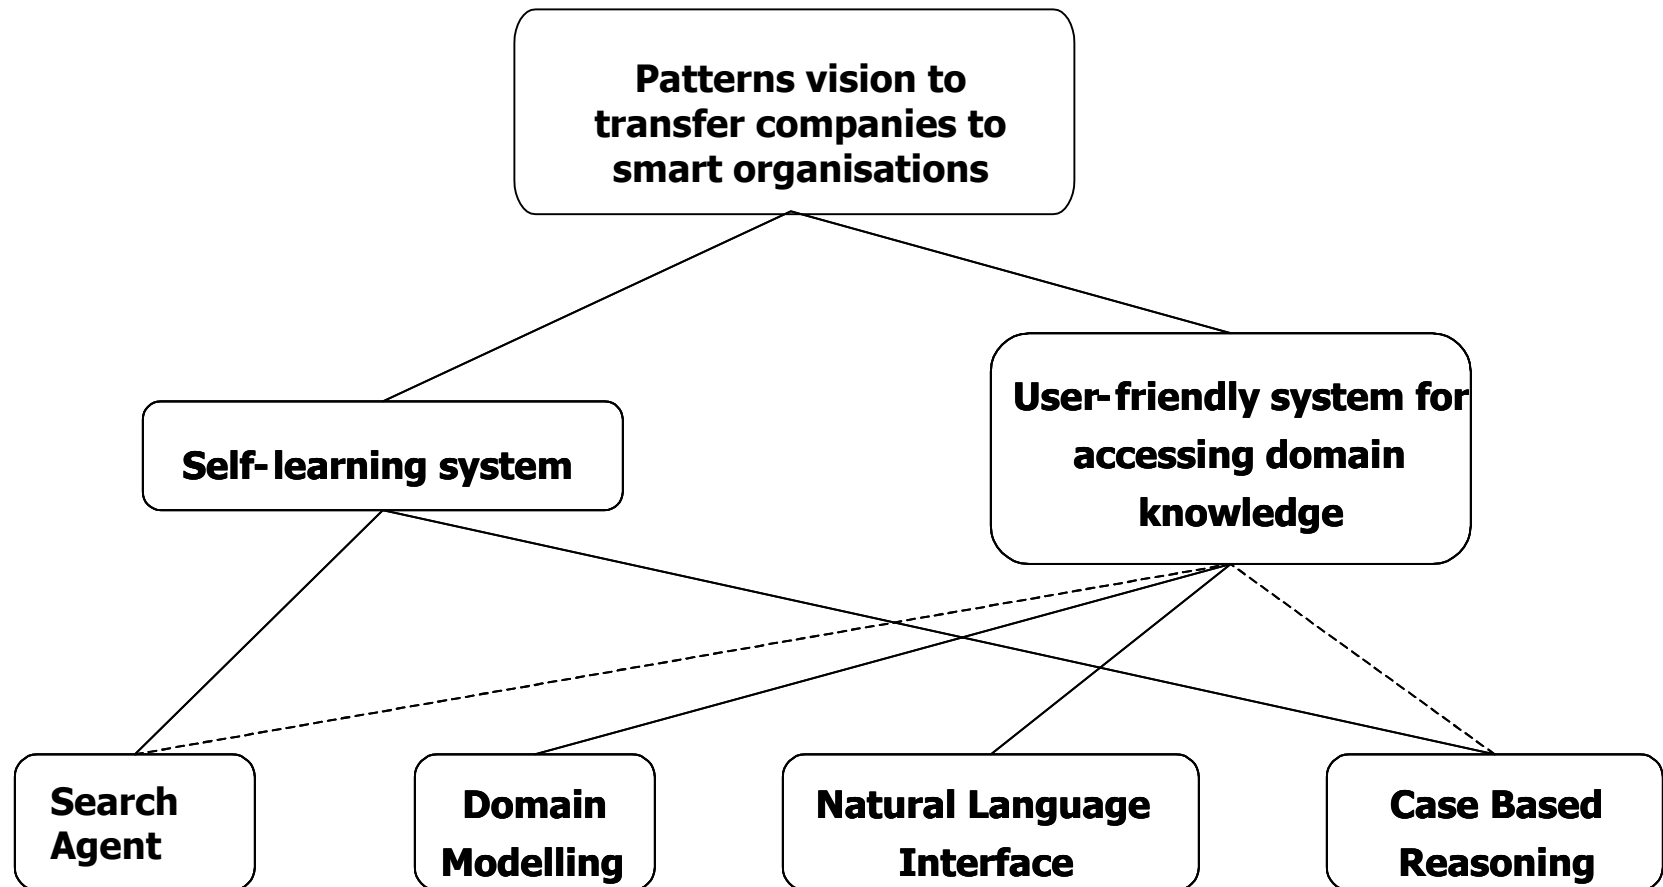 Patterns vision to
transfer companies to
smart organisations
User-friendly system for
accessing domain
knowledge
Self-learning system
Search
Agent
Domain
Modelling
Natural Language
Interface
Case Based
Reasoning